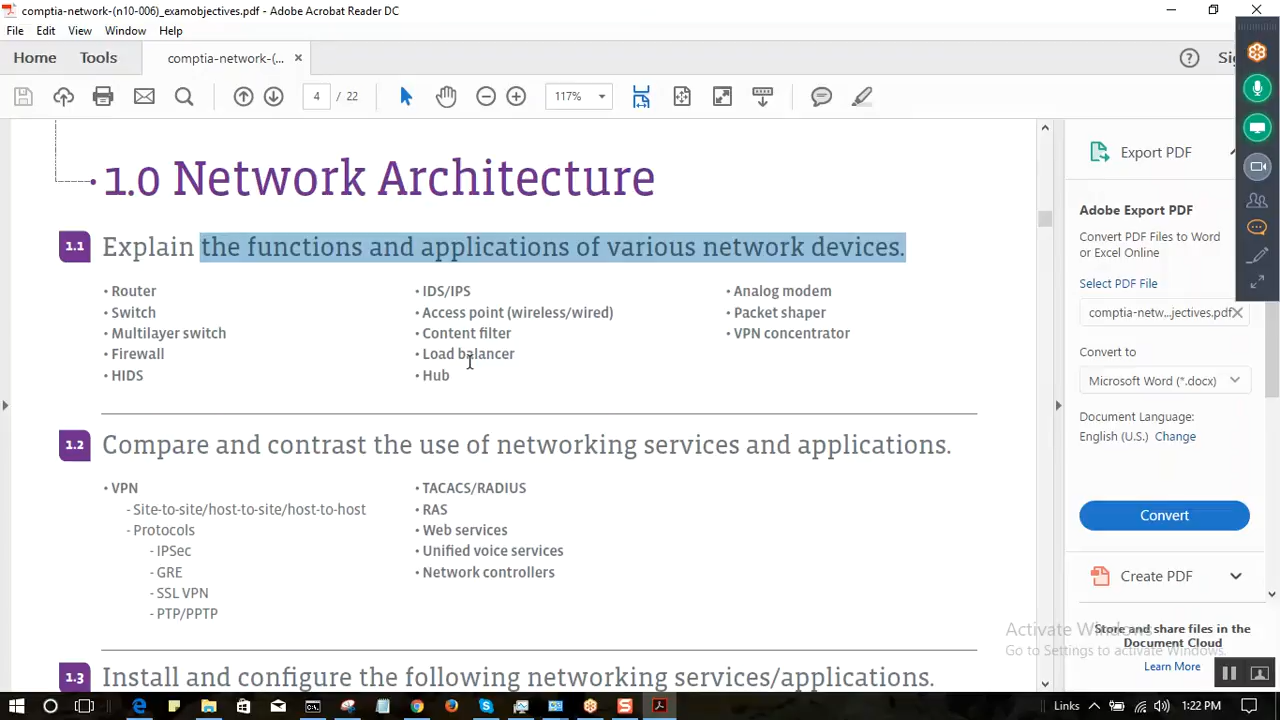 comptia-network-(n10-006)_examobjectives.pdf - Adobe Acrobat Reader DC
File Edit View Window Help
Home Tools comptia-network-(... ×
4 / 22 117%
1.0 Network Architecture
1.1 Explain the functions and applications of various network devices.
• Router
• Switch
• Multilayer switch
• Firewall
• HIDS
• IDS/IPS
• Access point (wireless/wired)
• Content filter
• Load balancer
• Hub
• Analog modem
• Packet shaper
• VPN concentrator
1.2 Compare and contrast the use of networking services and applications.
• VPN
- Site-to-site/host-to-site/host-to-host
- Protocols
- IPSec
- GRE
- SSL VPN
- PTP/PPTP
• TACACS/RADIUS
• RAS
• Web services
• Unified voice services
• Network controllers
1.3 Install and configure the following networking services/applications.
Export PDF
Adobe Export PDF
Convert PDF Files to Word
or Excel Online
Select PDF File
comptia-netw...jectives.pdf
Convert to
Microsoft Word (*.docx)
Document Language:
English (U.S.) Change
Convert
Create PDF
Store and share files in the
Document Cloud
Learn More
Activate Windows
Go to Settings to activate Windows.
Links
1:22 PM